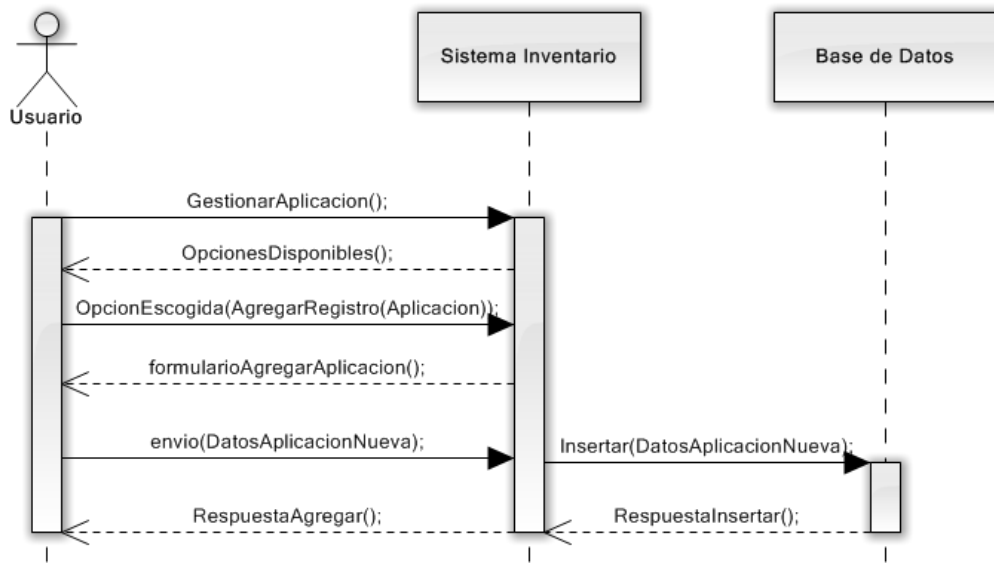 Usuario
Sistema Inventario
Base de Datos
GestionarAplicacion();
OpcionesDisponibles();
OpcionEscogida(AgregarRegistro(Aplicacion));
formularioAgregarAplicacion();
envio(DatosAplicacionNueva);
Insertar(DatosAplicacionNueva);
RespuestaAgregar();
RespuestaInsertar();